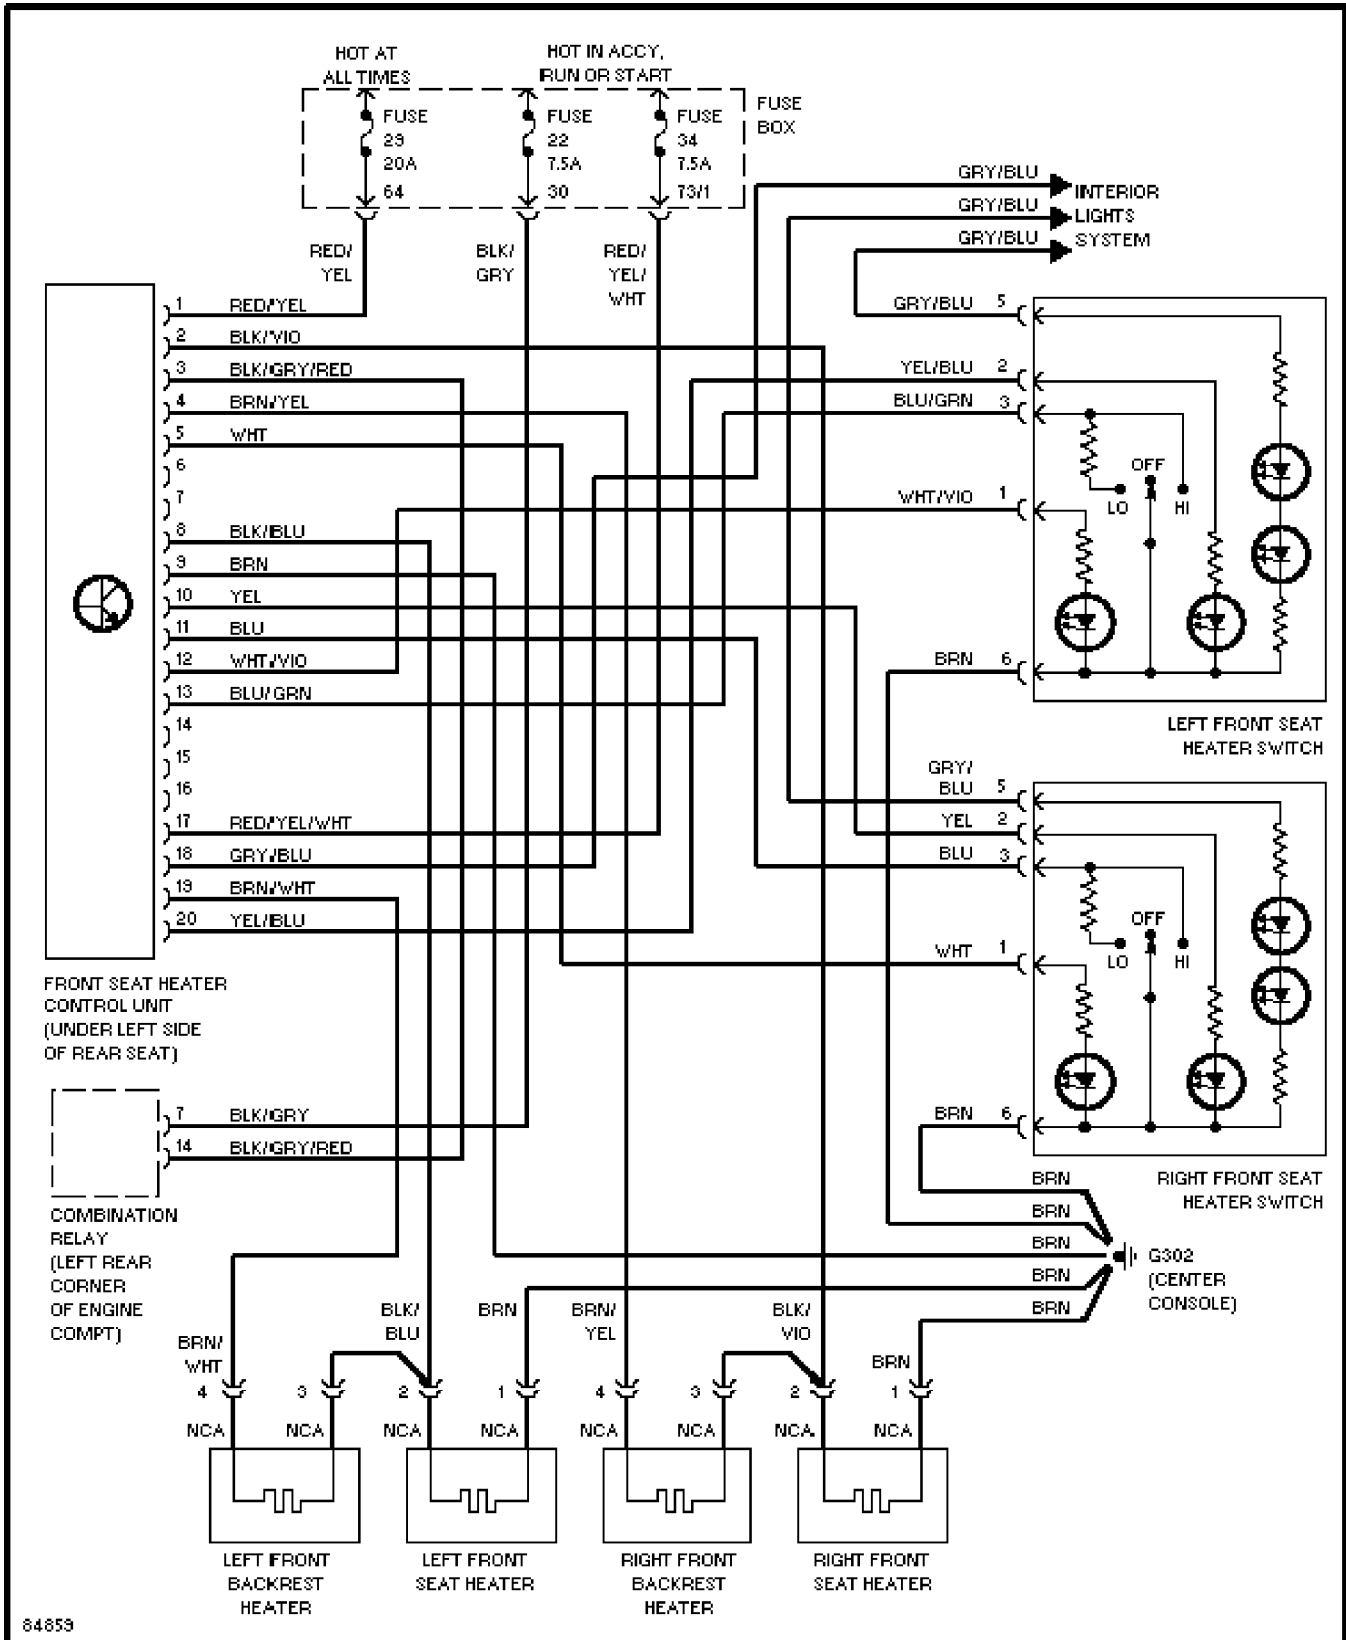 HOT AT
ALL TIMES
HOT IN ACCY,
RUN OR START
FUSE
29
20A
64
FUSE
22
7.5A
30
FUSE
34
7.5A
73/1
FUSE
BOX
RED/
YEL
BLK/
GRY
RED/
YEL/
WHT
GRY/BLU
GRY/BLU
GRY/BLU
INTERIOR
LIGHTS
SYSTEM
1 RED/YEL
2 BLK/VIO
3 BLK/GRY/RED
4 BRN/YEL
5 WHT
6
7
8 BLK/BLU
9 BRN
10 YEL
11 BLU
12 WHT/VIO
13 BLU/GRN
14
15
16
17 RED/YEL/WHT
18 GRY/BLU
19 BRN/WHT
20 YEL/BLU
FRONT SEAT HEATER
CONTROL UNIT
(UNDER LEFT SIDE
OF REAR SEAT)
GRY/BLU 5
YEL/BLU 2
BLU/GRN 3
WHT/VIO 1
BRN 6
OFF
LO
HI
LEFT FRONT SEAT
HEATER SWITCH
GRY/
BLU 5
YEL 2
BLU 3
WHT 1
BRN 6
OFF
LO
HI
RIGHT FRONT SEAT
HEATER SWITCH
7 BLK/GRY
14 BLK/GRY/RED
COMBINATION
RELAY
(LEFT REAR
CORNER
OF ENGINE
COMPT)
BRN
BRN
BRN
BRN
BRN
G302
(CENTER
CONSOLE)
BRN/
WHT
BLK/
BLU
BRN
BRN/
YEL
BLK/
VIO
BRN
4 3 2 1 4 3 2 1
NCA NCA NCA NCA NCA NCA NCA NCA
LEFT FRONT
BACKREST
HEATER
LEFT FRONT
SEAT HEATER
RIGHT FRONT
BACKREST
HEATER
RIGHT FRONT
SEAT HEATER
84859